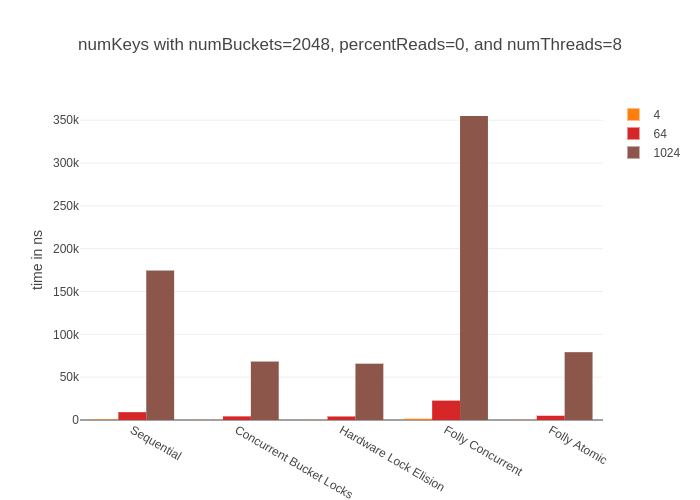 numKeys with numBuckets=2048, percentReads=0, and numThreads=8
4
64
1024
time in ns
350k
300k
250k
200k
150k
100k
50k
0
Sequential
Concurrent Bucket Locks
Hardware Lock Elision
Folly Concurrent
Folly Atomic